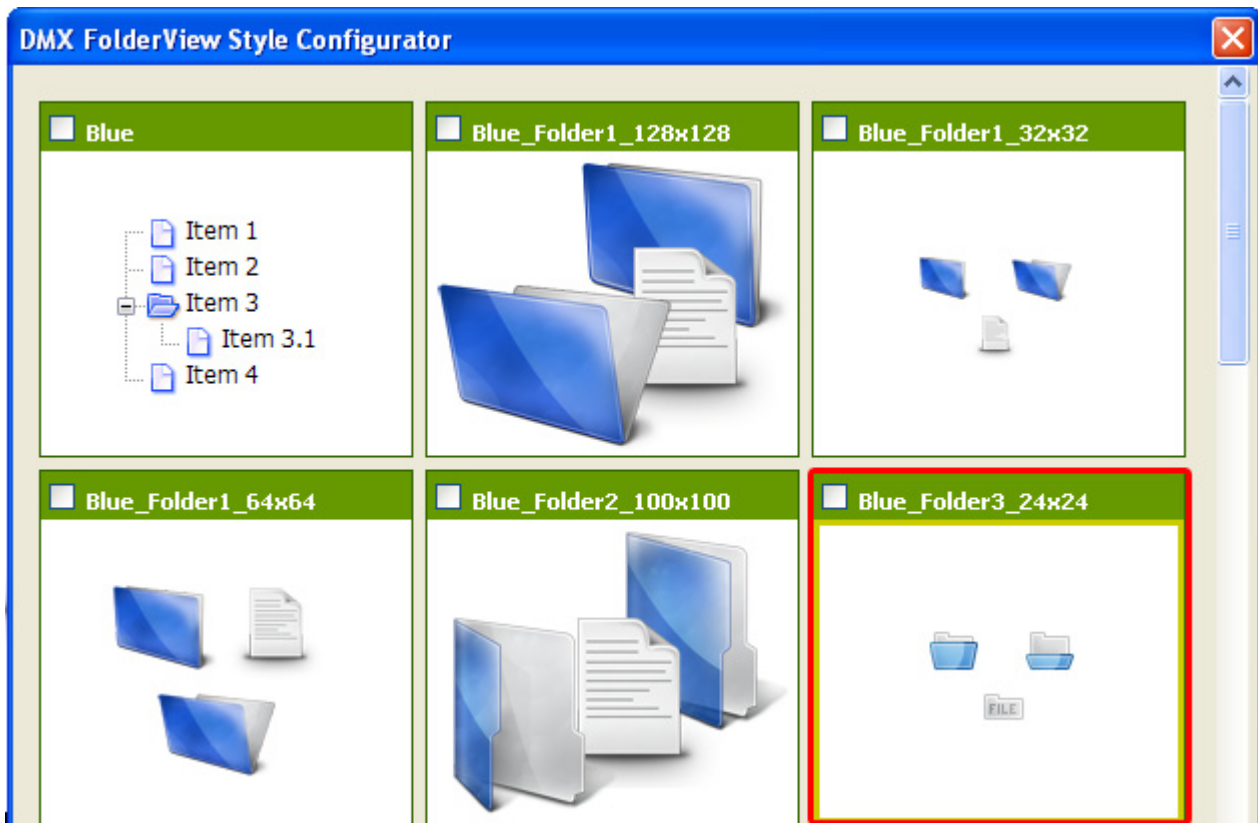 DMX FolderView Style Configurator
Blue
Blue_Folder1_128x128
Blue_Folder1_32x32
Item 1
Item 2
Item 3
Item 3.1
Item 4
Blue_Folder1_64x64
Blue_Folder2_100x100
Blue_Folder3_24x24
FILE